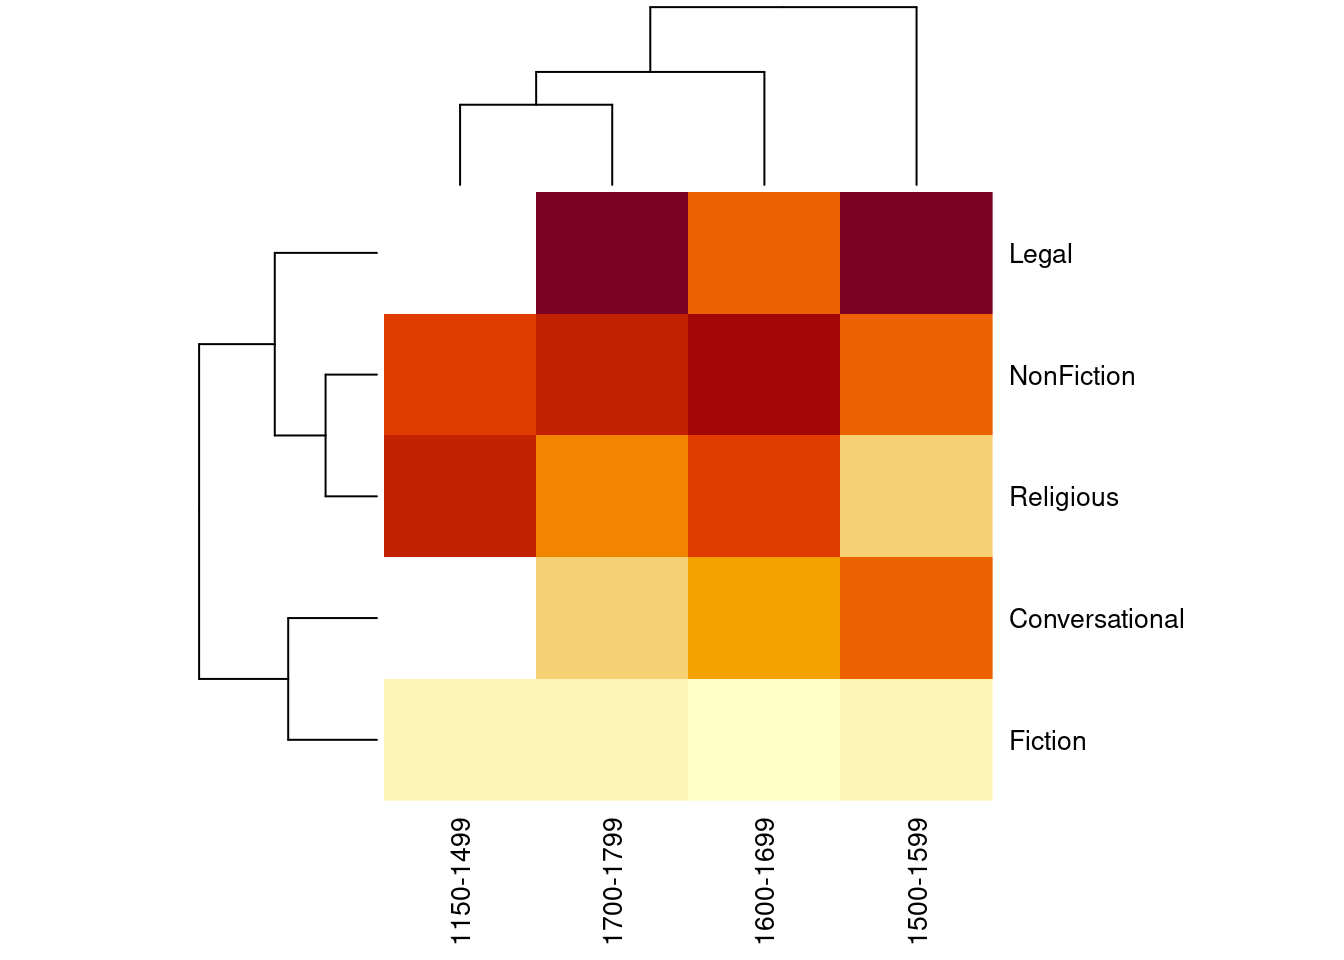 Legal
NonFiction
Religious
Conversational
Fiction
1150-1499
1700-1799
1600-1699
1500-1599